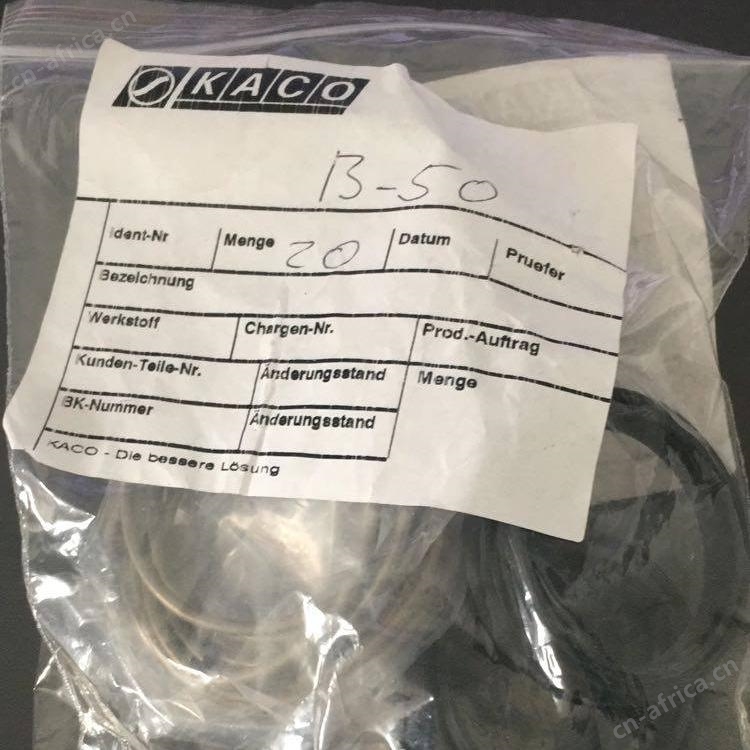 KACO
B-50
Ident-Nr Menge 20 Datum Pruefer
Bezeichnung
Werkstoff Chargen-Nr. Prod.-Auftrag
Kunden-Teile-Nr. Änderungsstand Menge
BK-Nummer Änderungsstand
KACO - Die bessere Lösung
cn-africa.cn
cn-africa.cn